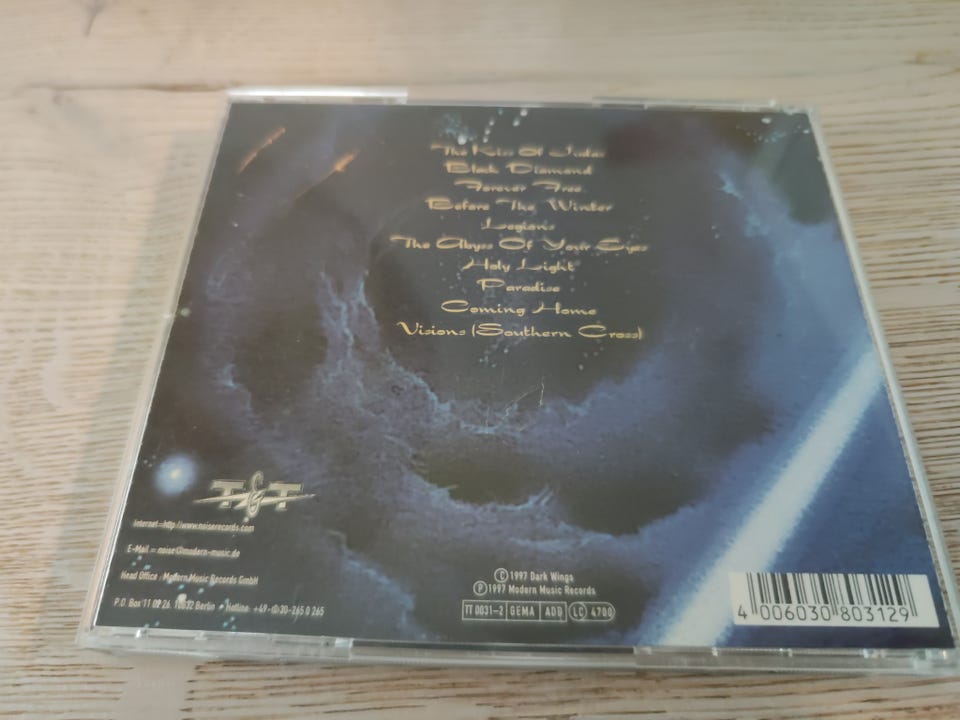 The Kiss Of Judas
Black Diamond
Forever Free
Before The Winter
Legions
The Abyss Of Your Eyes
Holy Light
Paradise
Coming Home
Visions (Southern Cross)
T&T
Internet–http://www.noiserecords.com
E-Mail = noise@modern-music.de
Head Office : Modern Music Records GmbH
P.O. Box 11 02 26, Berlin • Hotline: +49-(0)30-265 0 265
© 1997 Dark Wings
Ⓟ 1997 Modern Music Records
TT 0031-2 GEMA ADD LC 4700
4 006030 803129